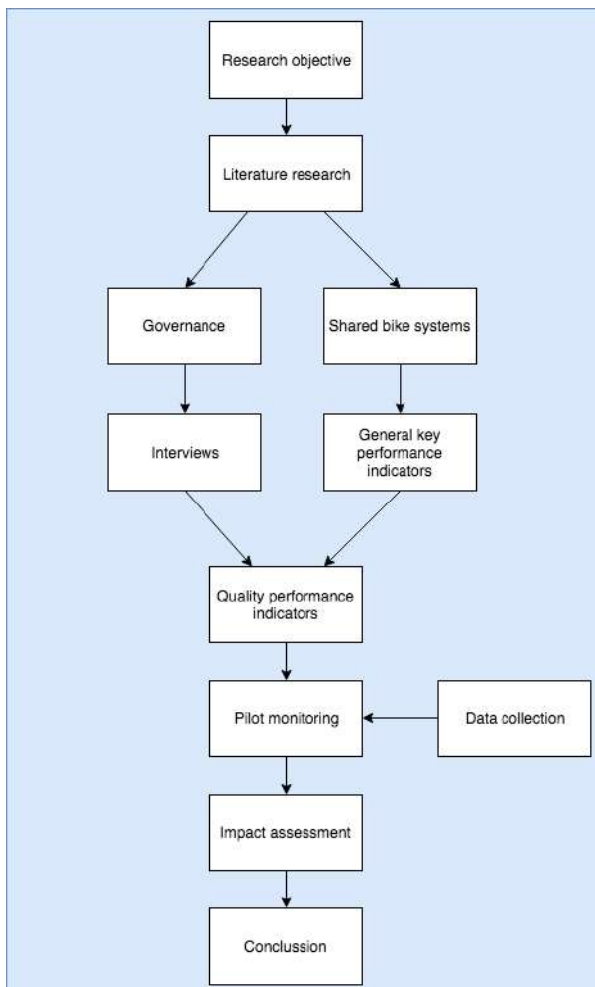 Research objective
Literature research
Governance
Shared bike systems
Interviews
General key
performance
indicators
Quality performance
indicators
Pilot monitoring
Data collection
Impact assessment
Conclussion